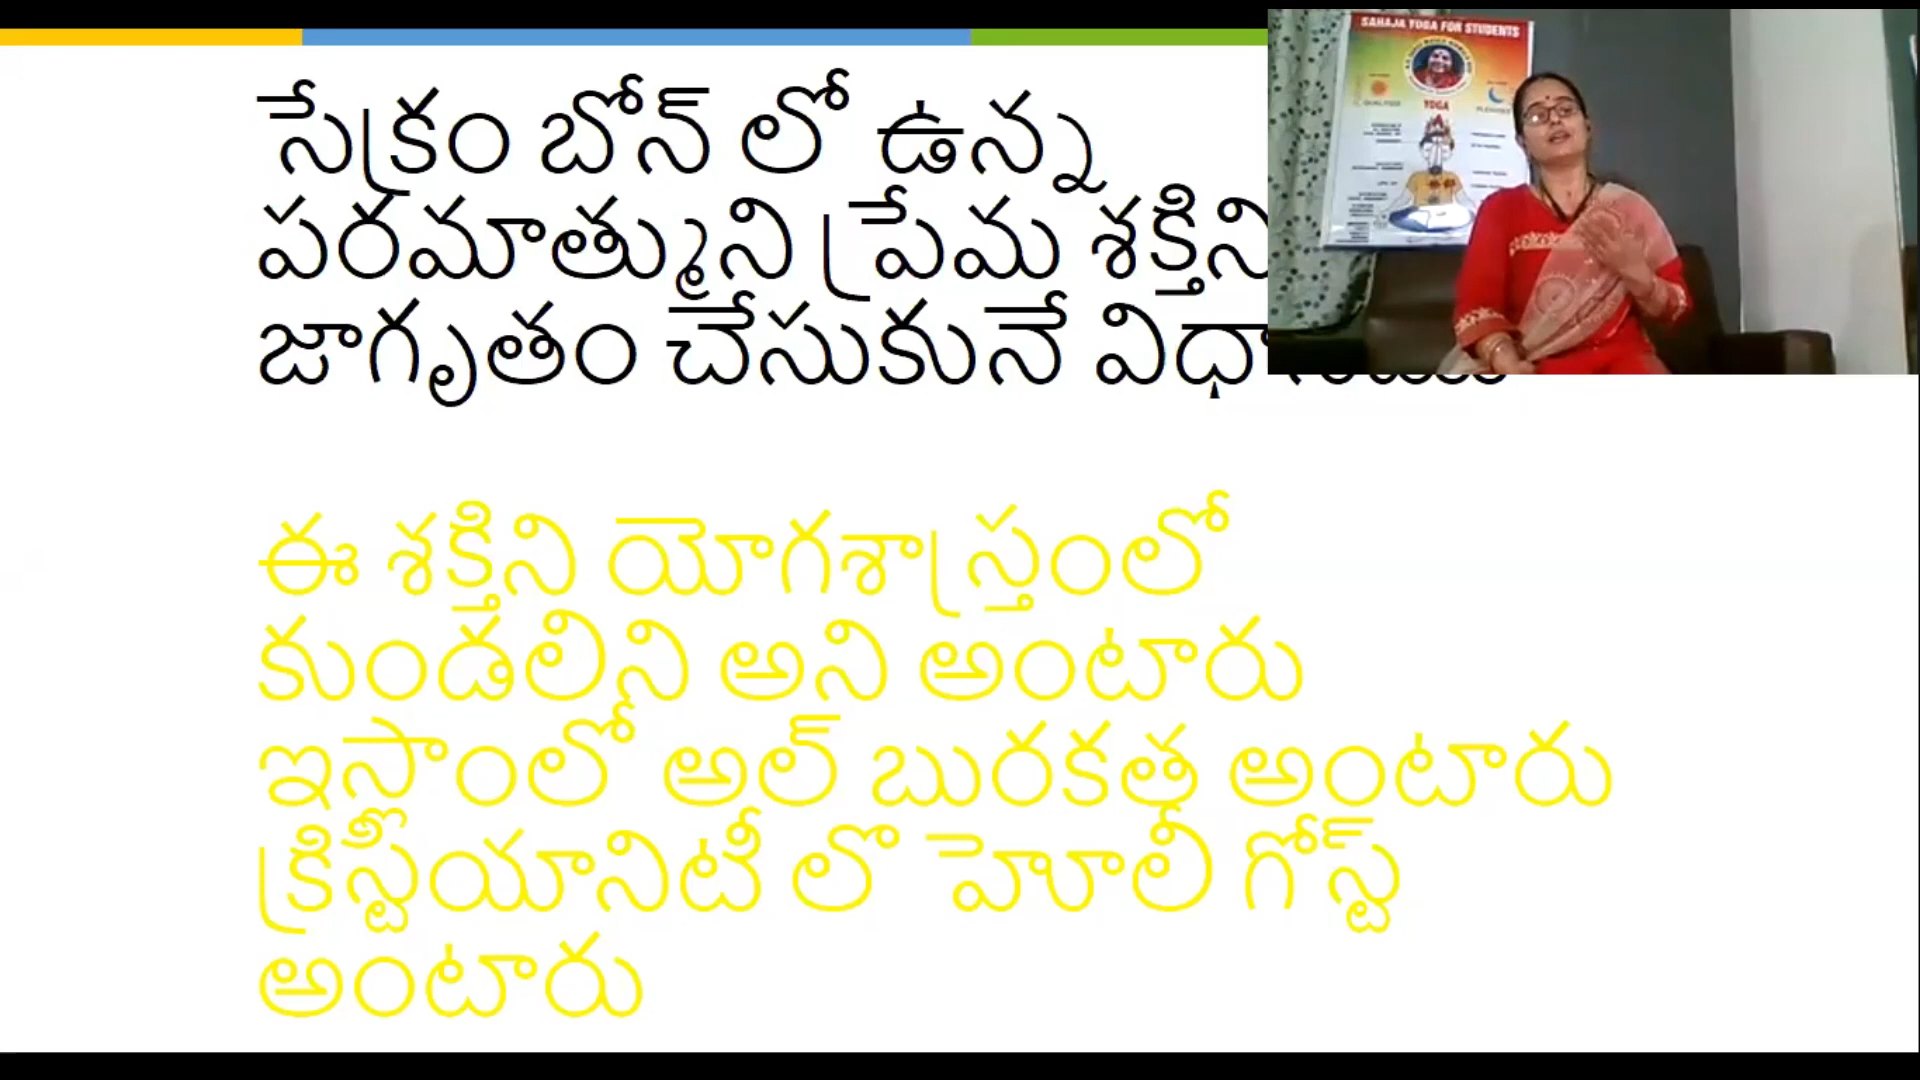 సేక్రం బోన్ లో ఉన్న
పరమాత్ముని ప్రేమ శక్తిని
జాగృతం చేసుకునే
ఈ శక్తిని యోగశాస్త్రంలో
కుండలిని అని అంటారు
ఇస్లాంలో అల్ బురకత అంటారు
క్రిస్టియానిటీ లొ హెూలీ గోస్ట్
అంటారు
SAHAJA YOGA FOR STUDENTS
YOGA